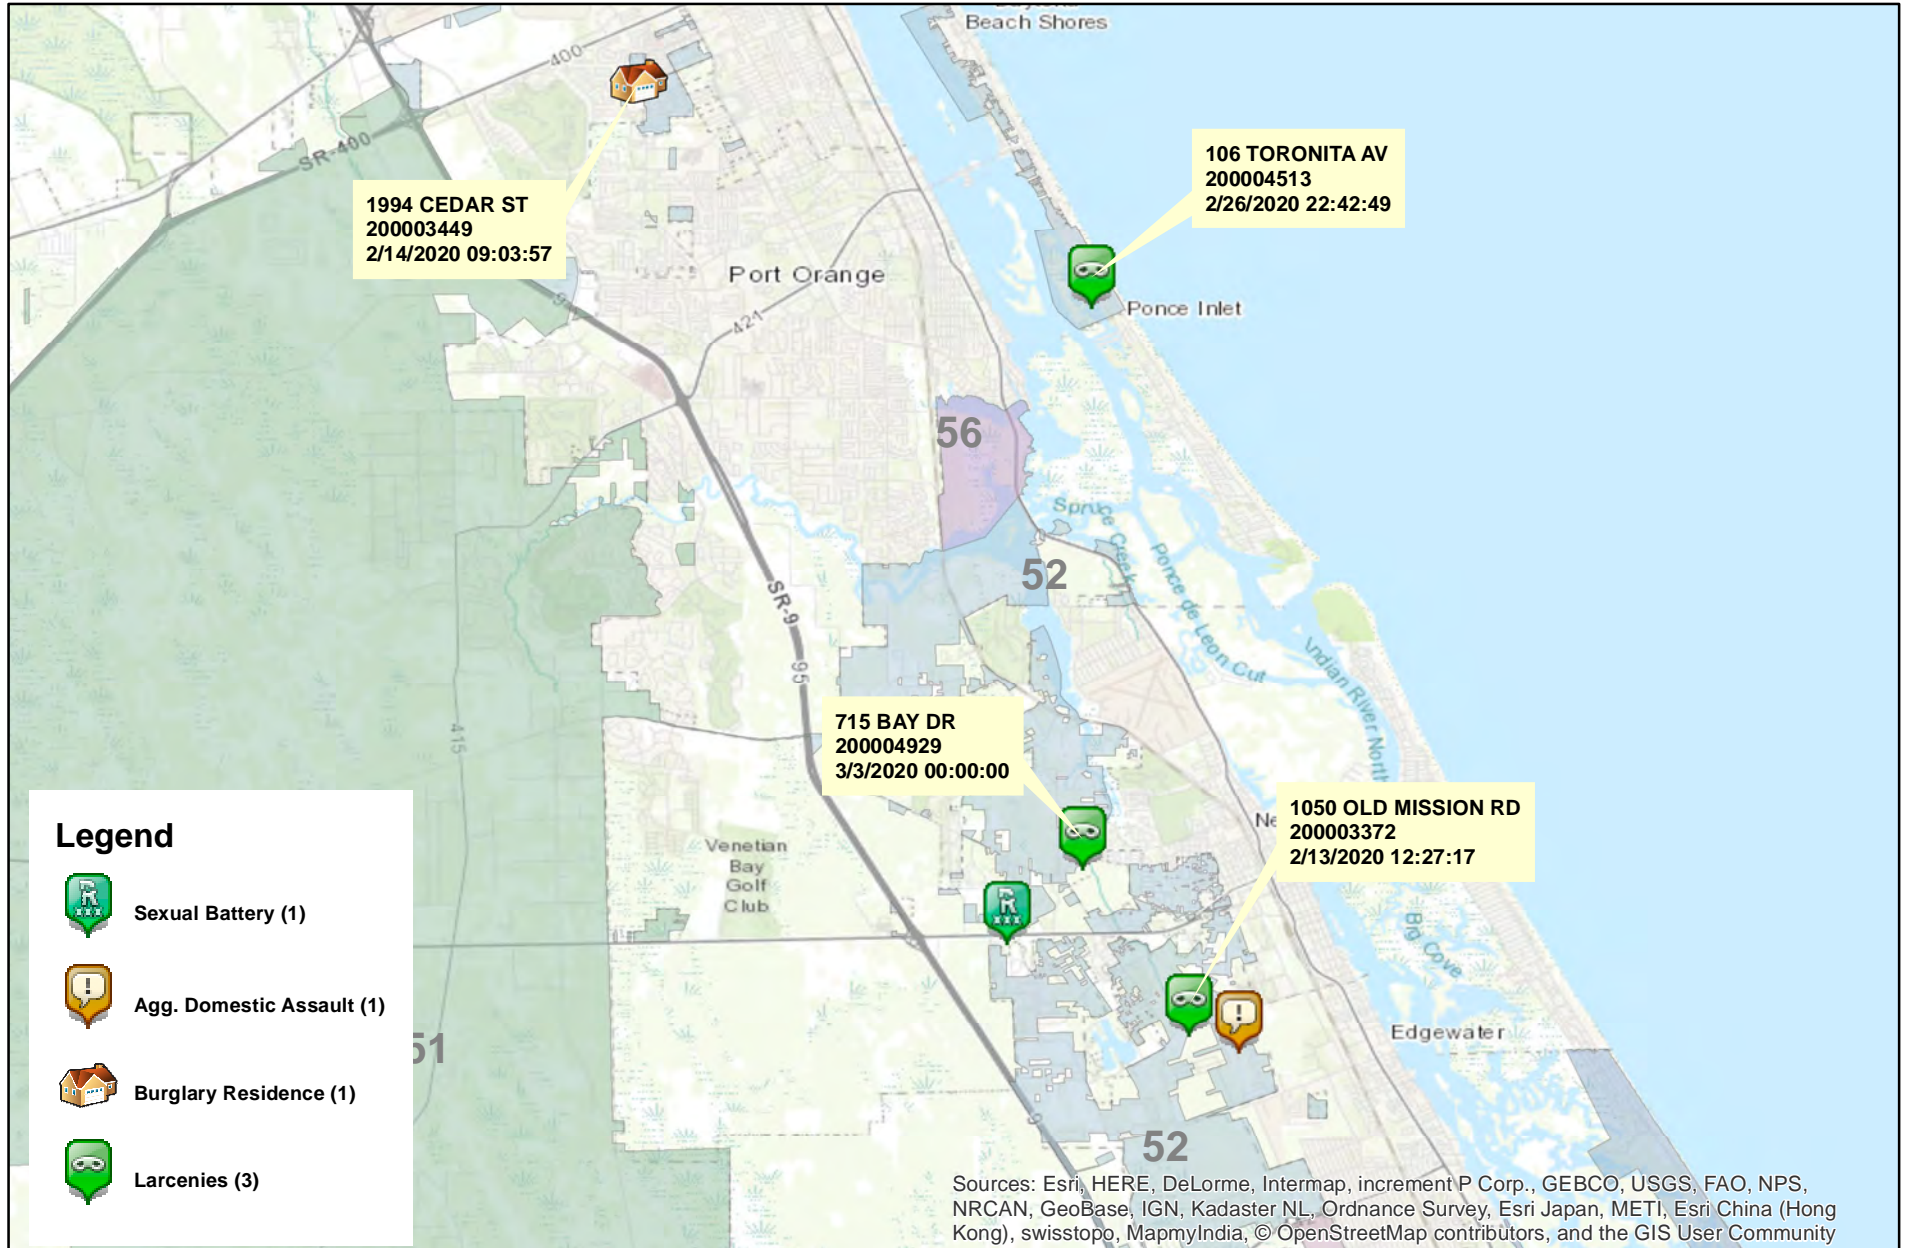 Beach Shores
400
SR-400
1994 CEDAR ST
200003449
2/14/2020 09:03:57
106 TORONITA AV
200004513
2/26/2020 22:42:49
Port Orange
Ponce Inlet
421
56
Spruce Creek
52
Ponce de Leon Cut
SR-9
95
Indian River North
415
715 BAY DR
200004929
3/3/2020 00:00:00
1050 OLD MISSION RD
200003372
2/13/2020 12:27:17
Ne
Venetian
Bay
Golf
Club
Big Cove
Edgewater
51
9
52
Legend
Sexual Battery (1)
Agg. Domestic Assault (1)
Burglary Residence (1)
Larcenies (3)
Sources: Esri, HERE, DeLorme, Intermap, increment P Corp., GEBCO, USGS, FAO, NPS,
NRCAN, GeoBase, IGN, Kadaster NL, Ordnance Survey, Esri Japan, METI, Esri China (Hong
Kong), swisstopo, MapmyIndia, © OpenStreetMap contributors, and the GIS User Community